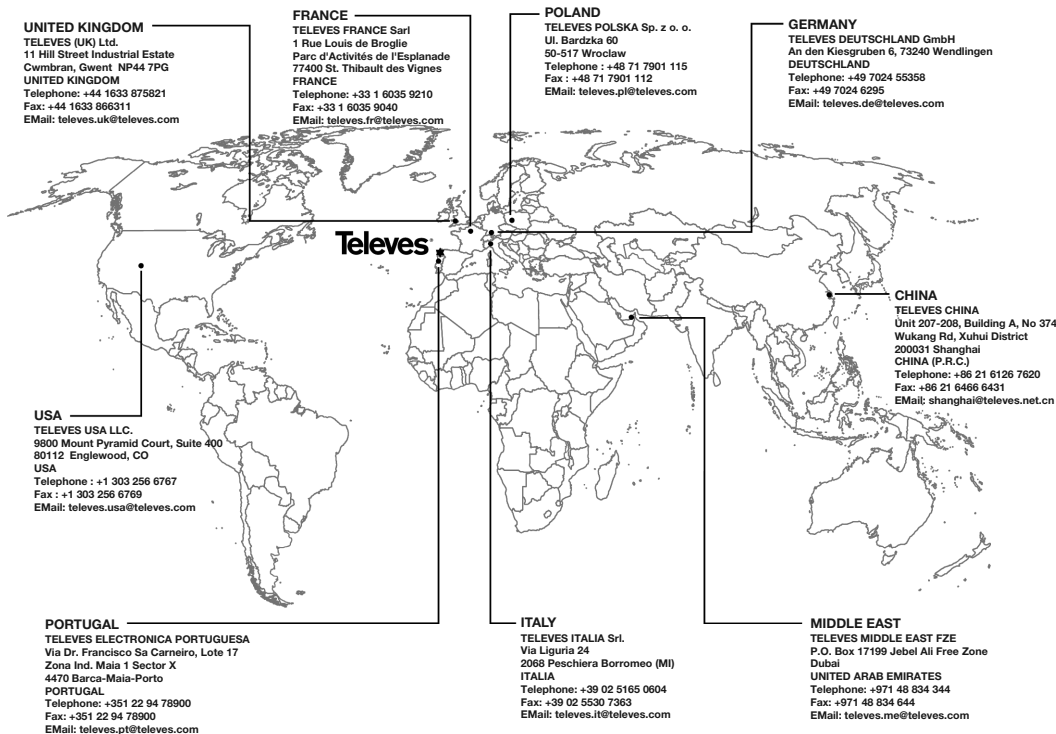 UNITED KINGDOM
TELEVES (UK) Ltd.
11 Hill Street Industrial Estate
Cwmbran, Gwent NP44 7PG
UNITED KINGDOM
Telephone: +44 1633 875821
Fax: +44 1633 866311
EMail: televes.uk@televes.com
FRANCE
TELEVES FRANCE Sarl
1 Rue Louis de Broglie
Parc d'Activités de l'Esplanade
77400 St. Thibault des Vignes
FRANCE
Telephone: +33 1 6035 9210
Fax: +33 1 6035 9040
EMail: televes.fr@televes.com
POLAND
TELEVES POLSKA Sp. z o. o.
Ul. Bardzka 60
50-517 Wroclaw
Telephone : +48 71 7901 115
Fax : +48 71 7901 112
EMail: televes.pl@televes.com
GERMANY
TELEVES DEUTSCHLAND GmbH
An den Kiesgruben 6, 73240 Wendlingen
DEUTSCHLAND
Telephone: +49 7024 55358
Fax: +49 7024 6295
EMail: televes.de@televes.com
Televes
CHINA
TELEVES CHINA
Unit 207-208, Building A, No 374
Wukang Rd, Xuhui District
200031 Shanghai
CHINA (P.R.C.)
Telephone: +86 21 6126 7620
Fax: +86 21 6466 6431
EMail: shanghai@televes.net.cn
USA
TELEVES USA LLC.
9800 Mount Pyramid Court, Suite 400
80112 Englewood, CO
USA
Telephone : +1 303 256 6767
Fax : +1 303 256 6769
EMail: televes.usa@televes.com
PORTUGAL
TELEVES ELECTRONICA PORTUGUESA
Via Dr. Francisco Sa Carneiro, Lote 17
Zona Ind. Maia 1 Sector X
4470 Barca-Maia-Porto
PORTUGAL
Telephone: +351 22 94 78900
Fax: +351 22 94 78900
EMail: televes.pt@televes.com
ITALY
TELEVES ITALIA Srl.
Via Liguria 24
2068 Peschiera Borromeo (MI)
ITALIA
Telephone: +39 02 5165 0604
Fax: +39 02 5530 7363
EMail: televes.it@televes.com
MIDDLE EAST
TELEVES MIDDLE EAST FZE
P.O. Box 17199 Jebel Ali Free Zone
Dubai
UNITED ARAB EMIRATES
Telephone: +971 48 834 344
Fax: +971 48 834 644
EMail: televes.me@televes.com